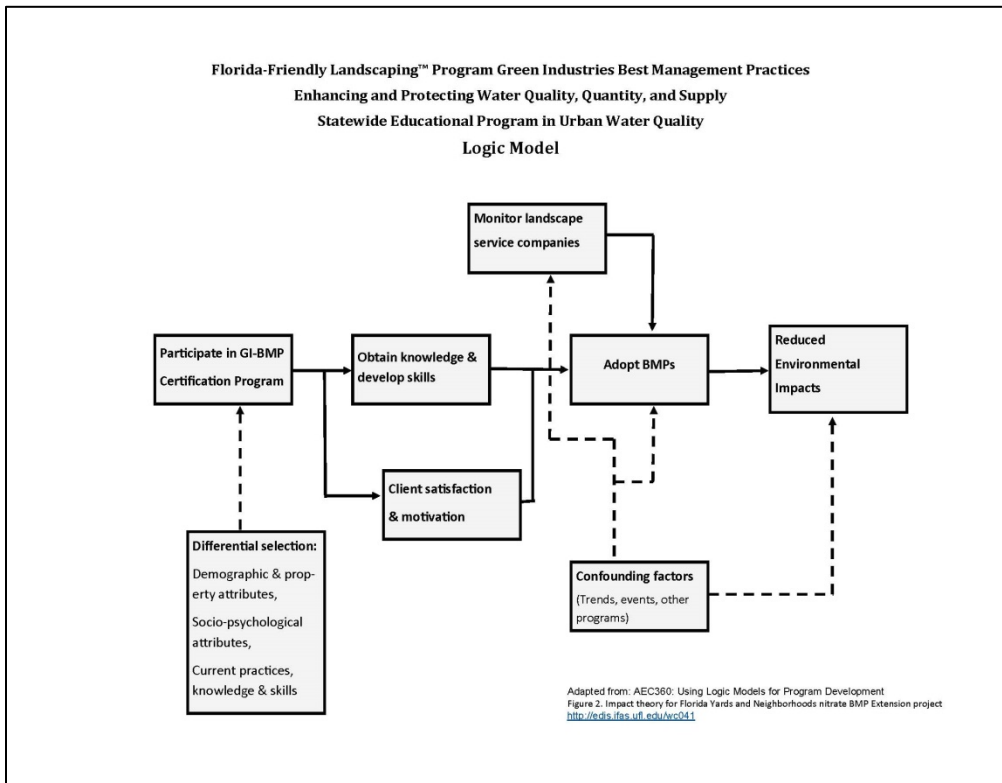 Florida-Friendly Landscaping™ Program Green Industries Best Management Practices
Enhancing and Protecting Water Quality, Quantity, and Supply
Statewide Educational Program in Urban Water Quality
Logic Model
Monitor landscape
service companies
Participate in GI-BMP
Certification Program
Obtain knowledge &
develop skills
Adopt BMPs
Reduced
Environmental
Impacts
Client satisfaction
& motivation
Differential selection:
Demographic & prop-
erty attributes,
Socio-psychological
attributes,
Current practices,
knowledge & skills
Confounding factors
(Trends, events, other
programs)
Adapted from: AEC360: Using Logic Models for Program Development
Figure 2. Impact theory for Florida Yards and Neighborhoods nitrate BMP Extension project
http://edis.ifas.ufl.edu/wc041